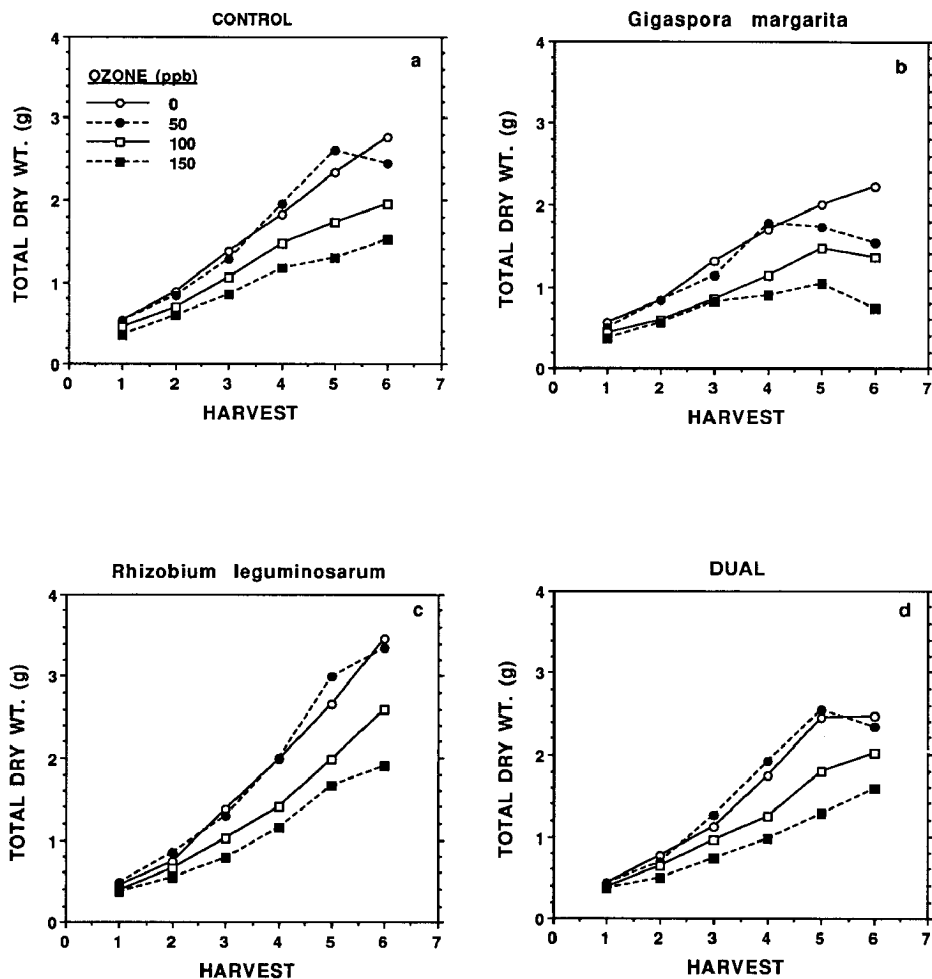 CONTROL
a
OZONE (ppb)
0
50
100
150
TOTAL DRY WT. (g)
4
3
2
1
0
0 1 2 3 4 5 6 7
HARVEST
Gigaspora margarita
b
TOTAL DRY WT. (g)
4
3
2
1
0
0 1 2 3 4 5 6 7
HARVEST
Rhizobium leguminosarum
c
TOTAL DRY WT. (g)
4
3
2
1
0
0 1 2 3 4 5 6 7
HARVEST
DUAL
d
TOTAL DRY WT. (g)
4
3
2
1
0
0 1 2 3 4 5 6 7
HARVEST